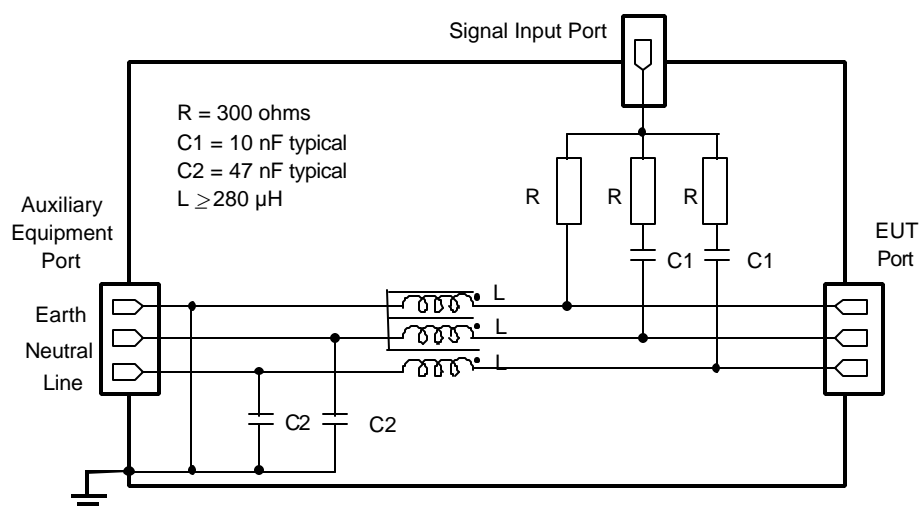 Signal Input Port
R = 300 ohms
C1 = 10 nF typical
C2 = 47 nF typical
L ≥ 280 µH
R
R
R
Auxiliary
Equipment
Port
EUT
Port
C1
C1
Earth
L
Neutral
L
Line
L
C2
C2